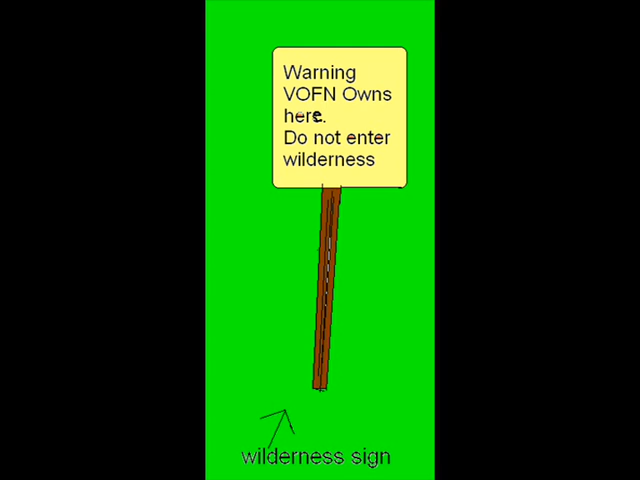 Warning
VOFN Owns
here.
Do not enter
wilderness
wilderness sign